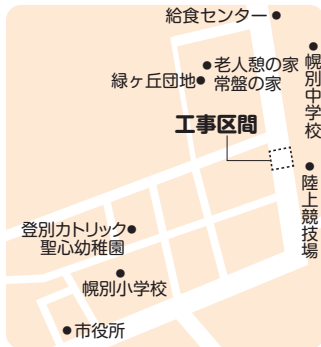 給食センター
老人憩の家
常盤の家
緑ヶ丘団地
幌別中学校
工事区間
陸上競技場
登別カトリック
聖心幼稚園
幌別小学校
市役所